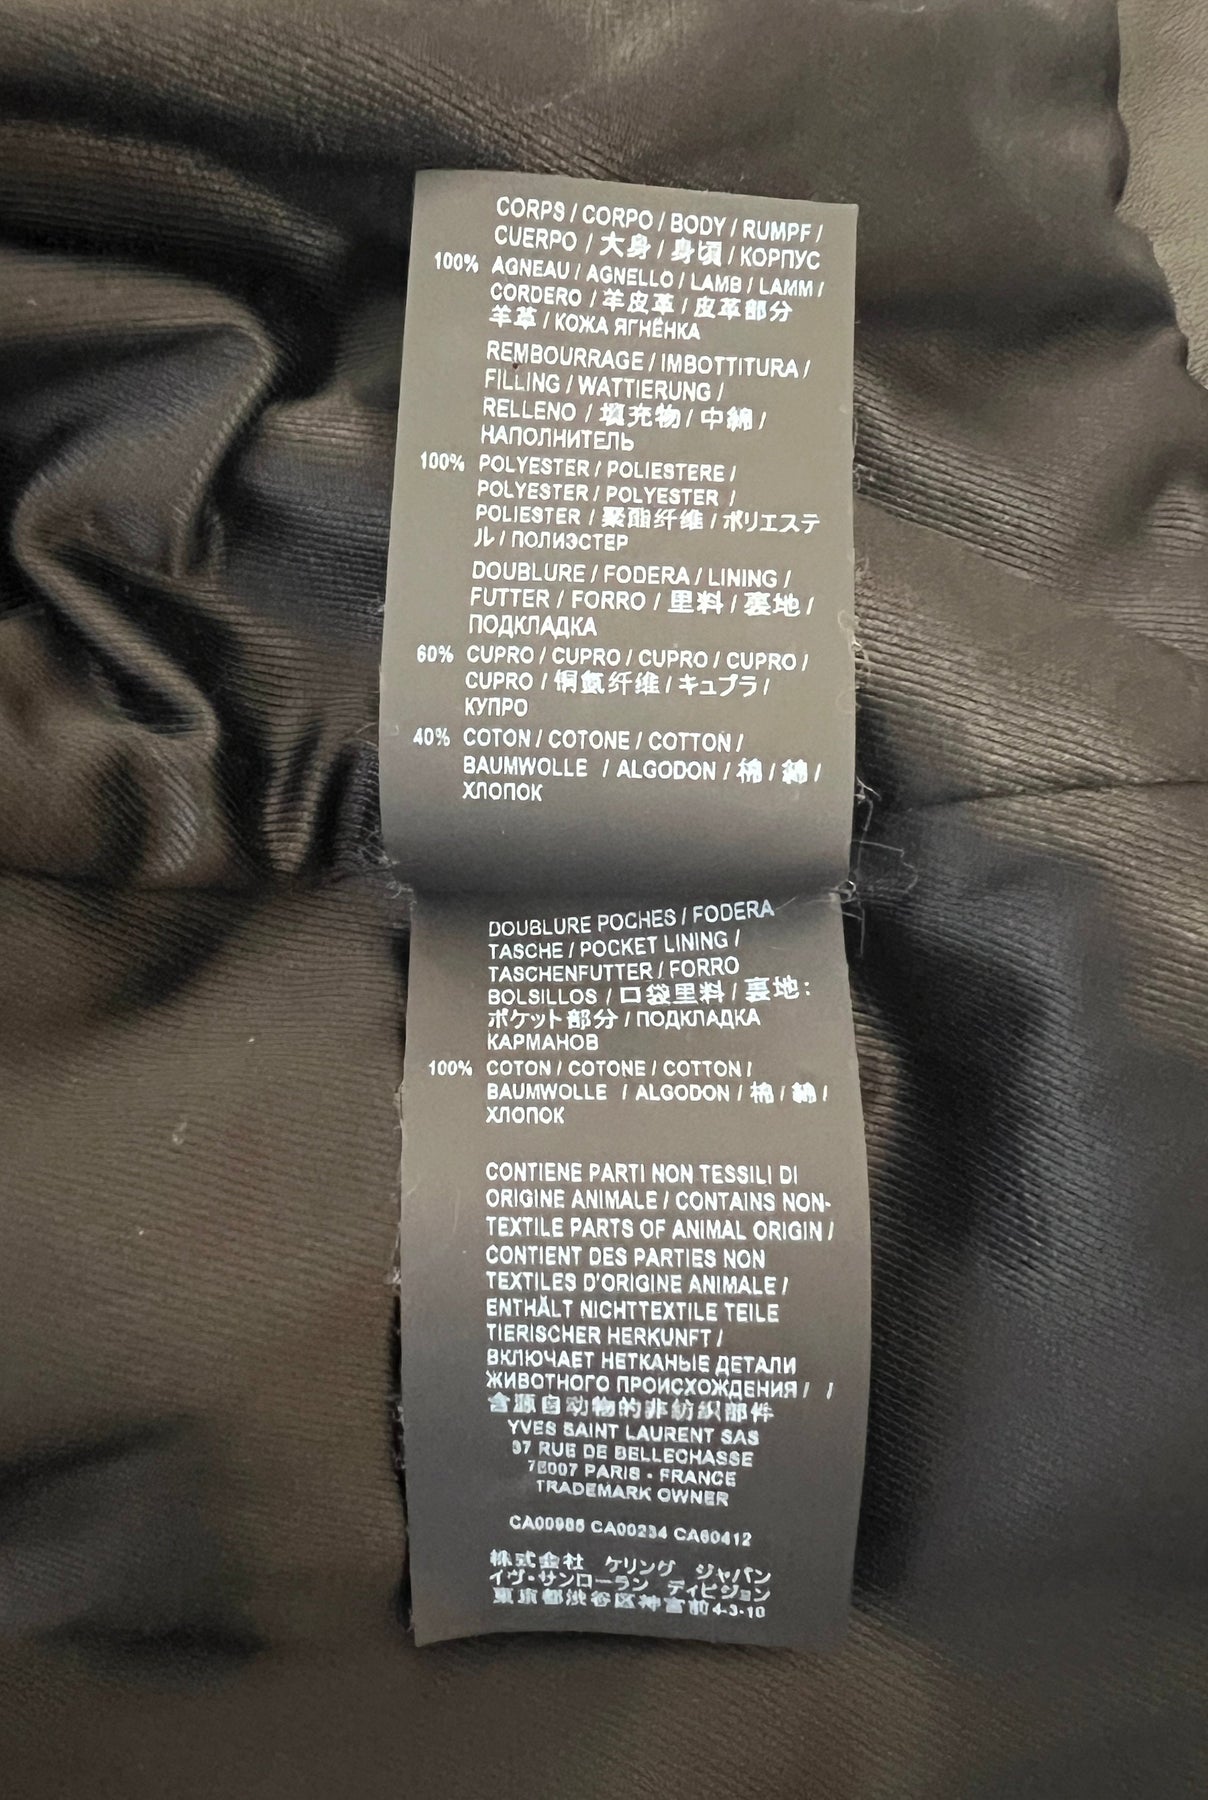 CORPS / CORPO / BODY / RUMPF /
CUERPO / 大身 / 身頃 / КОРПУС
100% AGNEAU / AGNELLO / LAMB / LAMM /
CORDERO / 羊皮革 / 皮革部分
羊革 / КОЖА ЯГНЁНКА
REMBOURRAGE / IMBOTTITURA /
FILLING / WATTIERUNG /
RELLENO / 填充物 / 中綿 /
НАПОЛНИТЕЛЬ
100% POLYESTER / POLIESTERE /
POLYESTER / POLYESTER /
POLIESTER / 聚酯纤维 / ポリエステ
ル / ПОЛИЭСТЕР
DOUBLURE / FODERA / LINING /
FUTTER / FORRO / 里料 / 裏地 /
ПОДКЛАДКА
60% CUPRO / CUPRO / CUPRO / CUPRO /
CUPRO / 铜氨纤维 / キュプラ /
КУПРО
40% COTON / COTONE / COTTON /
BAUMWOLLE / ALGODON / 棉 / 綿 /
ХЛОПОК
DOUBLURE POCHES / FODERA
TASCHE / POCKET LINING /
TASCHENFUTTER / FORRO
BOLSILLOS / 口袋里料 / 裏地:
ポケット部分 / ПОДКЛАДКА
КАРМАНОВ
100% COTON / COTONE / COTTON /
BAUMWOLLE / ALGODON / 棉 / 綿 /
ХЛОПОК
CONTIENE PARTI NON TESSILI DI
ORIGINE ANIMALE / CONTAINS NON-
TEXTILE PARTS OF ANIMAL ORIGIN /
CONTIENT DES PARTIES NON
TEXTILES D'ORIGINE ANIMALE /
ENTHÄLT NICHTTEXTILE TEILE
TIERISCHER HERKUNFT /
ВКЛЮЧАЕТ НЕТКАНЫЕ ДЕТАЛИ
ЖИВОТНОГО ПРОИСХОЖДЕНИЯ / /
含源自动物的非纺织部件
YVES SAINT LAURENT SAS
37 RUE DE BELLECHASSE
75007 PARIS - FRANCE
TRADEMARK OWNER
CA00985 CA00234 CA60412
株式会社 ケリング ジャパン
イヴ・サンローラン ディビジョン
東京都渋谷区神宮前4-3-10